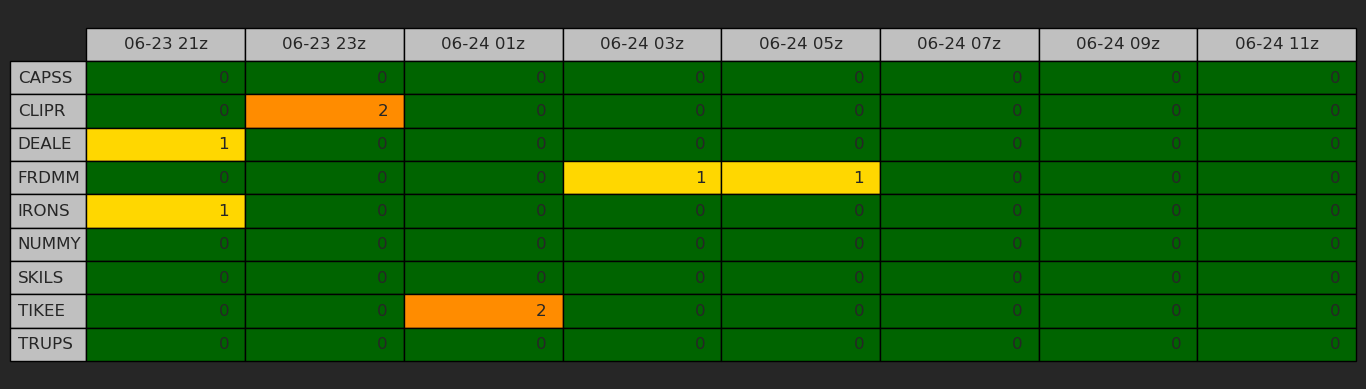 06-23 21z 06-23 23z 06-24 01z 06-24 03z 06-24 05z 06-24 07z 06-24 09z 06-24 11z
CAPSS 0 0 0 0 0 0 0 0
CLIPR 0 2 0 0 0 0 0 0
DEALE 1 0 0 0 0 0 0 0
FRDMM 0 0 0 1 1 0 0 0
IRONS 1 0 0 0 0 0 0 0
NUMMY 0 0 0 0 0 0 0 0
SKILS 0 0 0 0 0 0 0 0
TIKEE 0 0 2 0 0 0 0 0
TRUPS 0 0 0 0 0 0 0 0